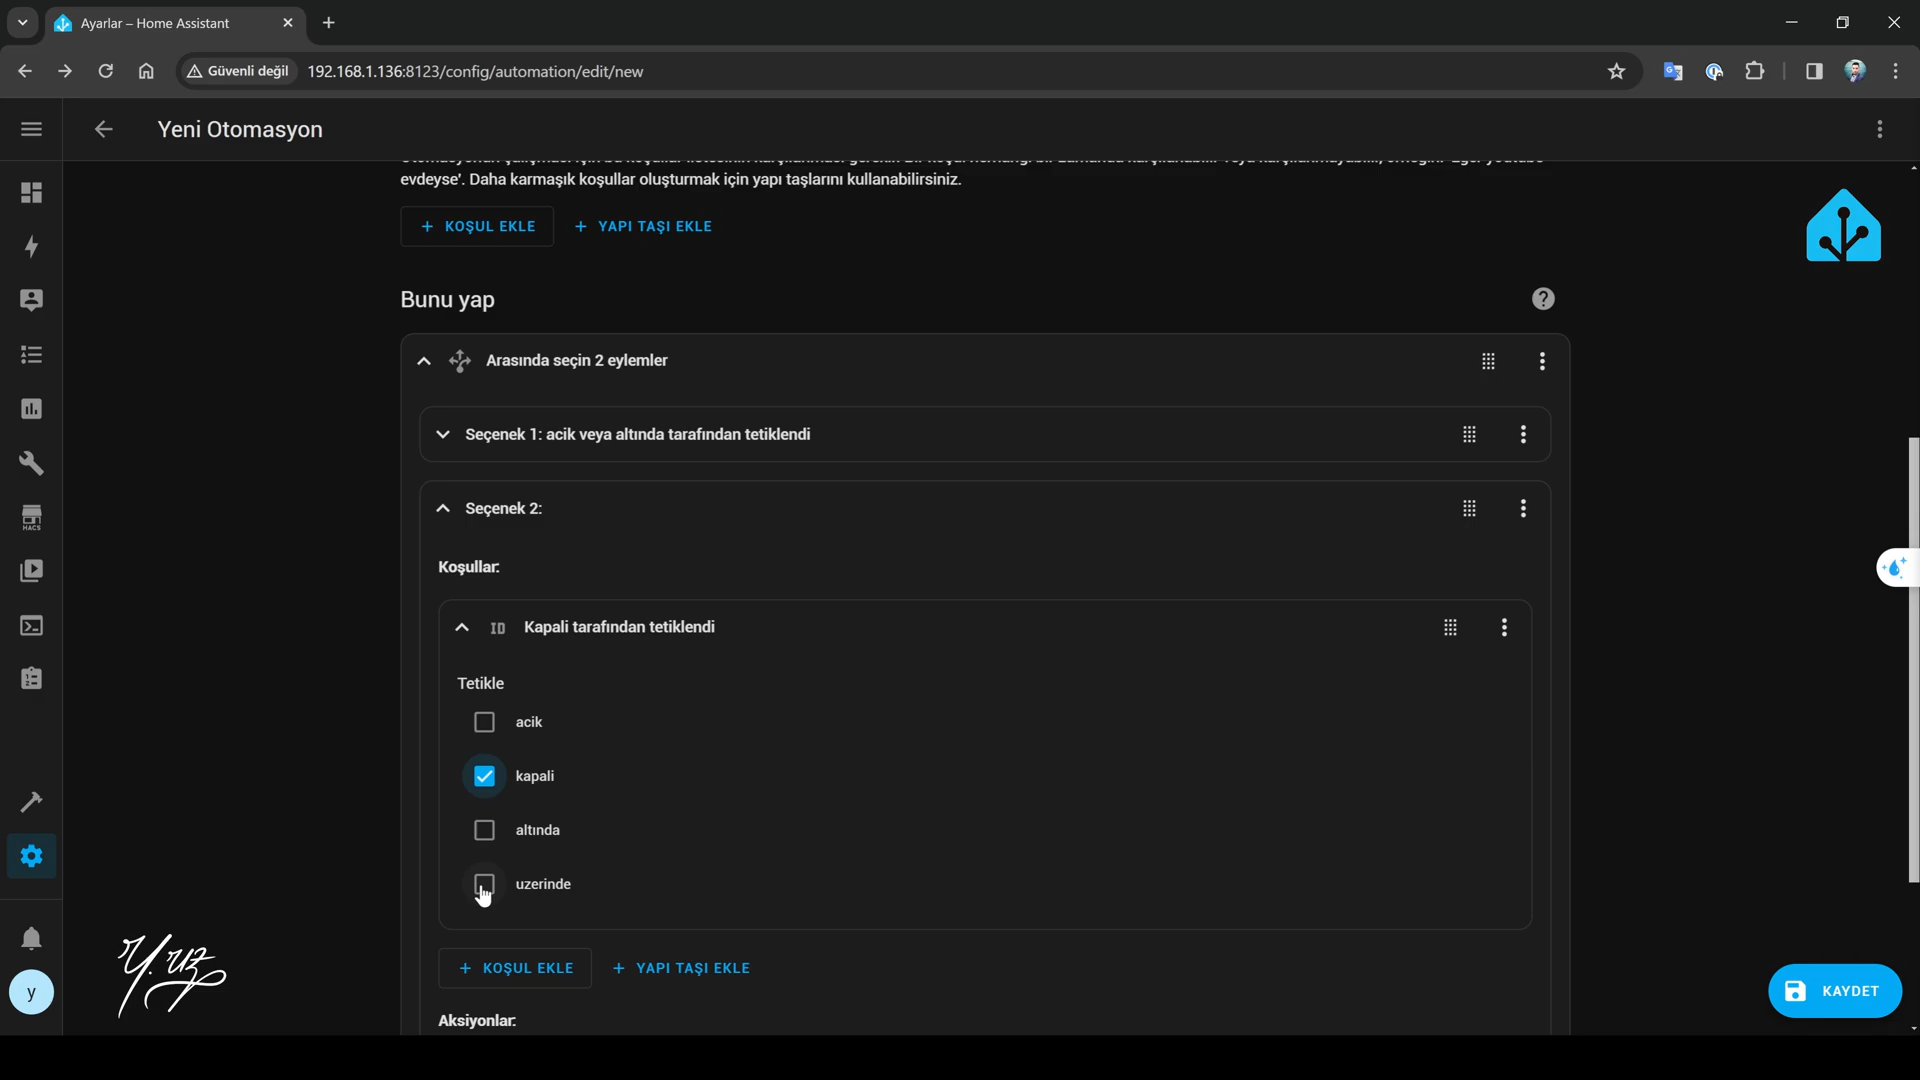 Ayarlar – Home Assistant
Güvenli değil
192.168.1.136:8123/config/automation/edit/new
Yeni Otomasyon
evdeyse'. Daha karmaşık koşullar oluşturmak için yapı taşlarını kullanabilirsiniz.
+ KOŞUL EKLE + YAPI TAŞI EKLE
Bunu yap
Arasında seçin 2 eylemler
Seçenek 1: acik veya altında tarafından tetiklendi
Seçenek 2:
HACS
Koşullar:
ID Kapali tarafından tetiklendi
Tetikle
acik
kapali
altında
uzerinde
+ KOŞUL EKLE + YAPI TAŞI EKLE
Y.uz
y
KAYDET
Aksiyonlar: